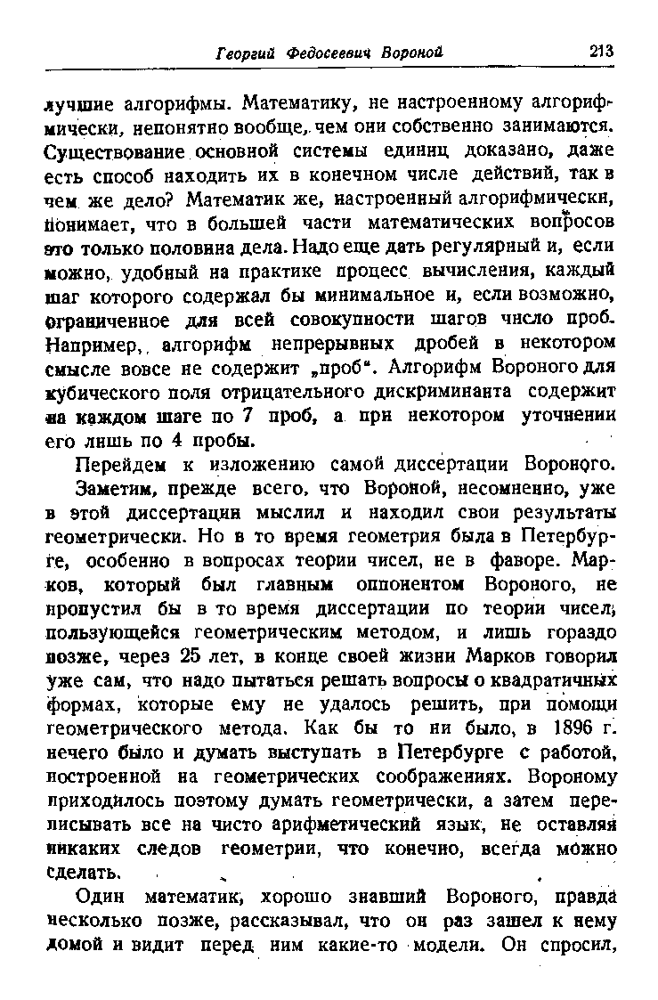 Георгий Федосеевич Вороной 213
лучшие алгорифмы. Математику, не настроенному алгориф-
мически, непонятно вообще, чем они собственно занимаются.
Существование основной системы единиц доказано, даже
есть способ находить их в конечном числе действий, так в
чем же дело? Математик же, настроенный алгорифмически,
понимает, что в большей части математических вопросов
это только половина дела. Надо еще дать регулярный и, если
можно, удобный на практике процесс вычисления, каждый
шаг которого содержал бы минимальное и, если возможно,
ограниченное для всей совокупности шагов число проб.
Например, алгорифм непрерывных дробей в некотором
смысле вовсе не содержит „проб“. Алгорифм Вороного для
кубического поля отрицательного дискриминанта содержит
на каждом шаге по 7 проб, а при некотором уточнении
его лишь по 4 пробы.
Перейдем к изложению самой диссертации Вороного.
Заметим, прежде всего, что Вороной, несомненно, уже
в этой диссертации мыслил и находил свои результаты
геометрически. Но в то время геометрия была в Петербур-
ге, особенно в вопросах теории чисел, не в фаворе. Мар-
ков, который был главным оппонентом Вороного, не
пропустил бы в то время диссертации по теории чисел,
пользующейся геометрическим методом, и лишь гораздо
позже, через 25 лет, в конце своей жизни Марков говорил
уже сам, что надо пытаться решать вопросы о квадратичных
формах, которые ему не удалось решить, при помощи
геометрического метода. Как бы то ни было, в 1896 г.
нечего было и думать выступать в Петербурге с работой,
построенной на геометрических соображениях. Вороному
приходилось поэтому думать геометрически, а затем пере-
писывать все на чисто арифметический язык, не оставляя
никаких следов геометрии, что конечно, всегда можно
сделать.
Один математик, хорошо знавший Вороного, правда
несколько позже, рассказывал, что он раз зашел к нему
домой и видит перед ним какие-то модели. Он спросил,